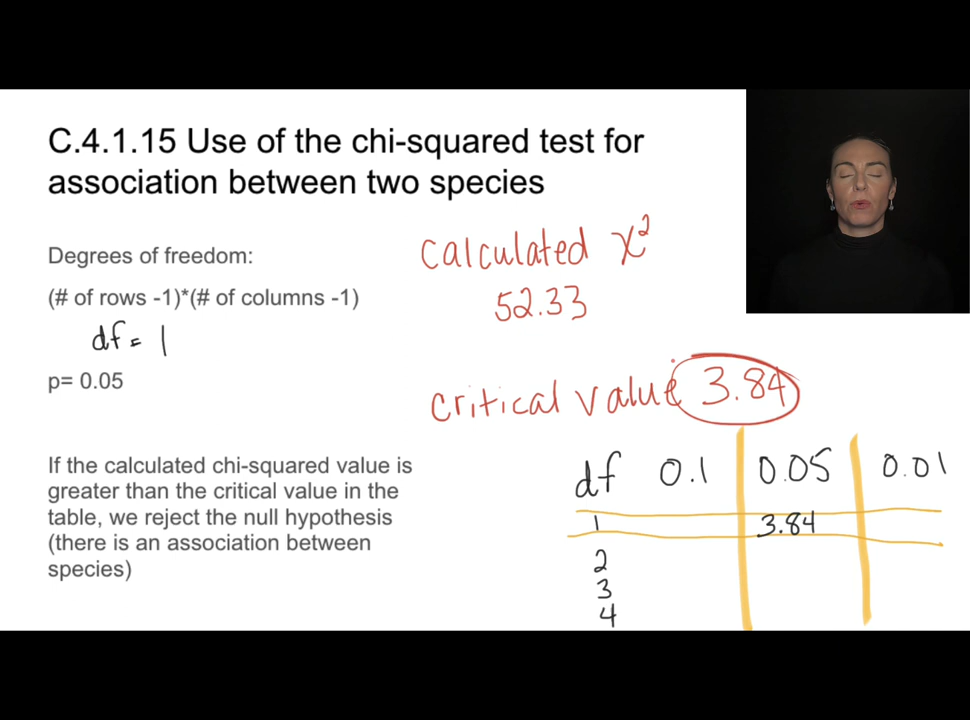 C.4.1.15 Use of the chi-squared test for
association between two species
Degrees of freedom:
(# of rows -1)*(# of columns -1)
df = 1
p= 0.05
If the calculated chi-squared value is
greater than the critical value in the
table, we reject the null hypothesis
(there is an association between
species)
calculated χ²
52.33
critical value 3.84
df 0.1 0.05 0.01
1 3.84
2
3
4